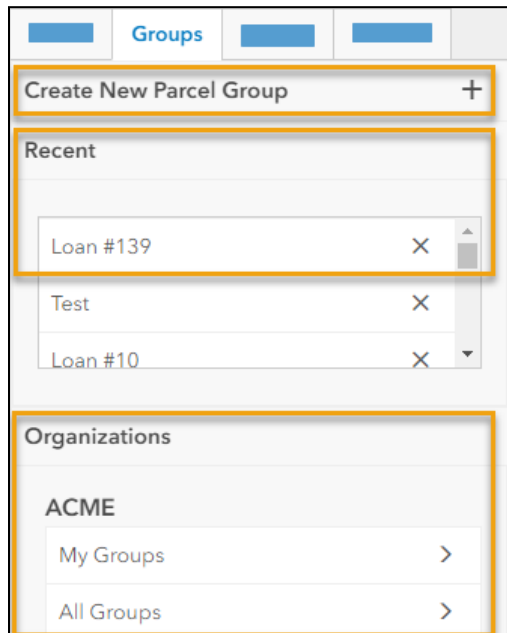 Groups
Create New Parcel Group +
Recent
Loan #139
Test
Loan #10
Organizations
ACME
My Groups
All Groups